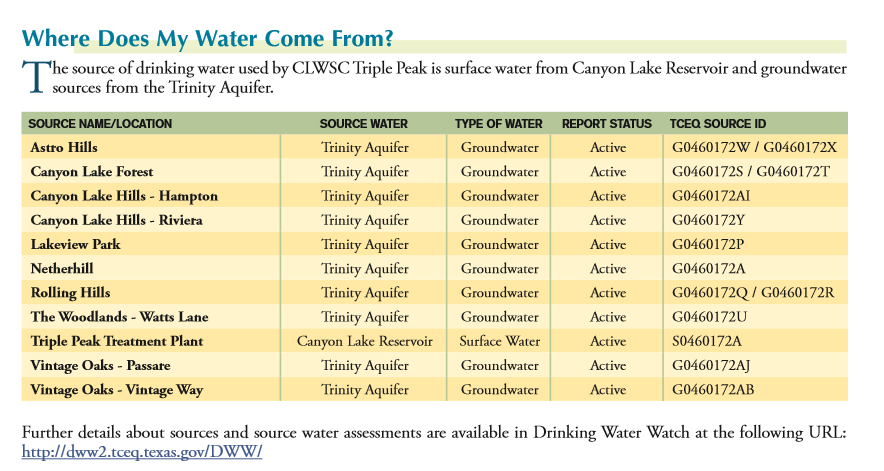 Where Does My Water Come From?
The source of drinking water used by CLWSC Triple Peak is surface water from Canyon Lake Reservoir and groundwater
sources from the Trinity Aquifer.
SOURCE NAME/LOCATION SOURCE WATER TYPE OF WATER REPORT STATUS TCEQ SOURCE ID
Astro Hills Trinity Aquifer Groundwater Active G0460172W / G0460172X
Canyon Lake Forest Trinity Aquifer Groundwater Active G0460172S / G0460172T
Canyon Lake Hills - Hampton Trinity Aquifer Groundwater Active G0460172AI
Canyon Lake Hills - Riviera Trinity Aquifer Groundwater Active G0460172Y
Lakeview Park Trinity Aquifer Groundwater Active G0460172P
Netherhill Trinity Aquifer Groundwater Active G0460172A
Rolling Hills Trinity Aquifer Groundwater Active G0460172Q / G0460172R
The Woodlands - Watts Lane Trinity Aquifer Groundwater Active G0460172U
Triple Peak Treatment Plant Canyon Lake Reservoir Surface Water Active S0460172A
Vintage Oaks - Passare Trinity Aquifer Groundwater Active G0460172AJ
Vintage Oaks - Vintage Way Trinity Aquifer Groundwater Active G0460172AB
Further details about sources and source water assessments are available in Drinking Water Watch at the following URL:
http://dww2.tceq.texas.gov/DWW/